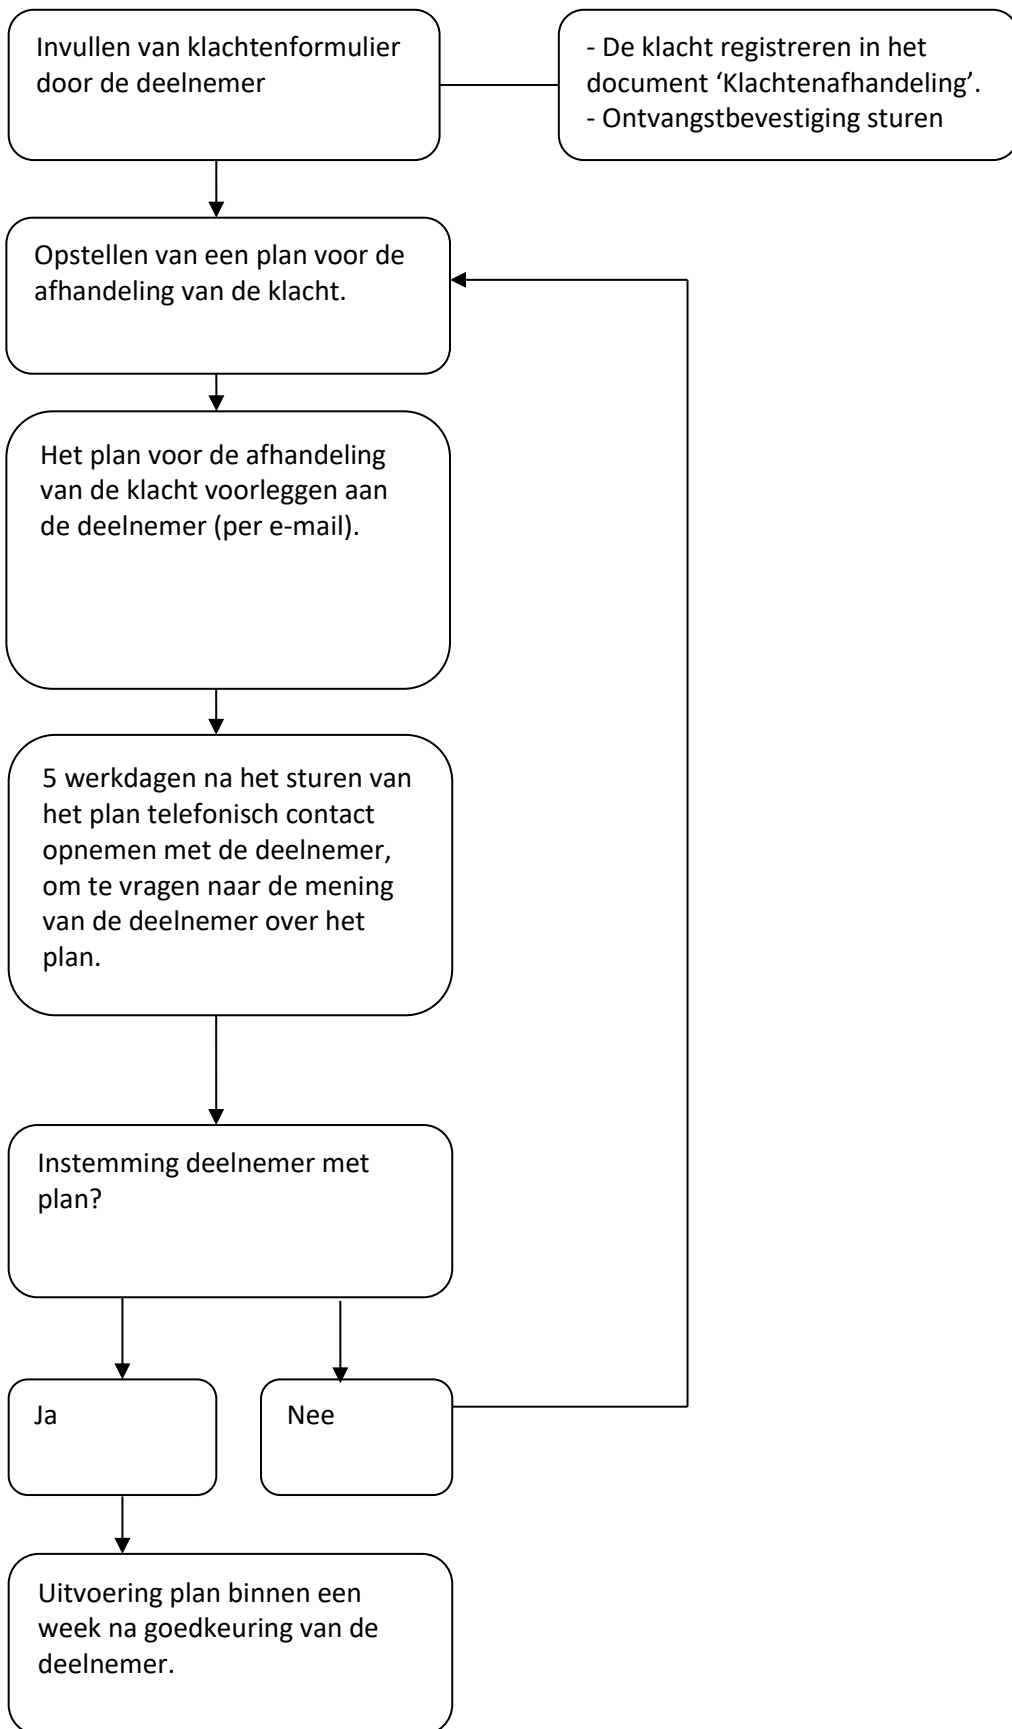 Invullen van klachtenformulier
door de deelnemer
- De klacht registreren in het
document ‘Klachtenafhandeling’.
- Ontvangstbevestiging sturen
Opstellen van een plan voor de
afhandeling van de klacht.
Het plan voor de afhandeling
van de klacht voorleggen aan
de deelnemer (per e-mail).
5 werkdagen na het sturen van
het plan telefonisch contact
opnemen met de deelnemer,
om te vragen naar de mening
van de deelnemer over het
plan.
Instemming deelnemer met
plan?
Ja
Nee
Uitvoering plan binnen een
week na goedkeuring van de
deelnemer.